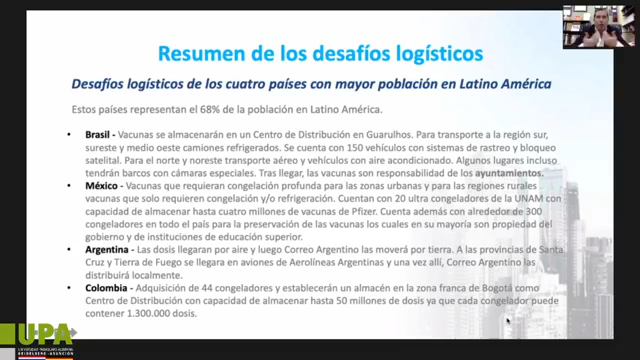 Resumen de los desafíos logísticos
Desafíos logísticos de los cuatro países con mayor población en Latino América
Estos países representan el 68% de la población en Latino América.
• Brasil - Vacunas se almacenarán en un Centro de Distribución en Guarulhos. Para transporte a la región sur,
sureste y medio oeste camiones refrigerados. Se cuenta con 150 vehículos con sistemas de rastreo y bloqueo
satelital. Para el norte y noreste transporte aéreo y vehículos con aire acondicionado. Algunos lugares incluso
tendrán barcos con cámaras especiales. Tras llegar, las vacunas son responsabilidad de los ayuntamientos.
• México - Vacunas que requieran congelación profunda para las zonas urbanas y para las regiones rurales
vacunas que solo requieren congelación y/o refrigeración. Cuentan con 20 ultra congeladores de la UNAM con
capacidad de almacenar hasta cuatro millones de vacunas de Pfizer. Cuenta además con alrededor de 300
congeladores en todo el país para la preservación de las vacunas los cuales en su mayoría son propiedad del
gobierno y de instituciones de educación superior.
• Argentina - Las dosis llegaran por aire y luego Correo Argentino las moverá por tierra. A las provincias de Santa
Cruz y Tierra de Fuego se llegara en aviones de Aerolíneas Argentinas y una vez allí, Correo Argentino las
distribuirá localmente.
• Colombia - Adquisición de 44 congeladores y establecerán un almacén en la zona franca de Bogotá como
Centro de Distribución con capacidad de almacenar hasta 50 millones de dosis ya que cada congelador puede
contener 1.300.000 dosis.
UPA